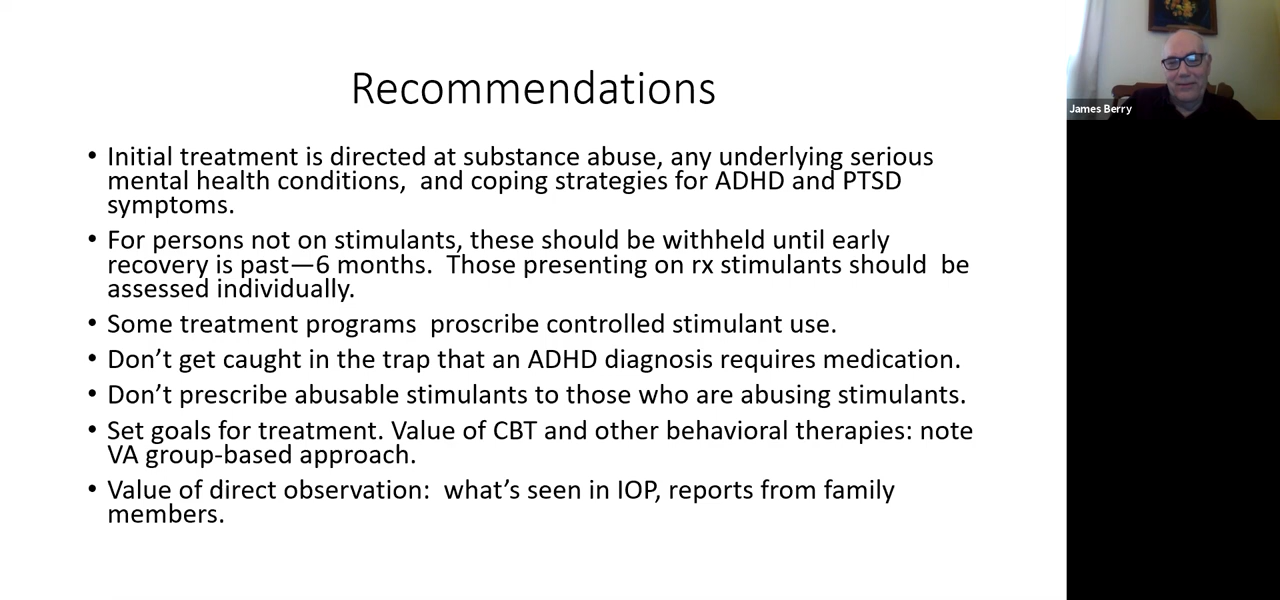 Recommendations
• Initial treatment is directed at substance abuse, any underlying serious
mental health conditions,  and coping strategies for ADHD and PTSD
symptoms.
• For persons not on stimulants, these should be withheld until early
recovery is past—6 months.  Those presenting on rx stimulants should  be
assessed individually.
• Some treatment programs  proscribe controlled stimulant use.
• Don’t get caught in the trap that an ADHD diagnosis requires medication.
• Don’t prescribe abusable stimulants to those who are abusing stimulants.
• Set goals for treatment. Value of CBT and other behavioral therapies: note
VA group-based approach.
• Value of direct observation:  what’s seen in IOP, reports from family
members.
James Berry